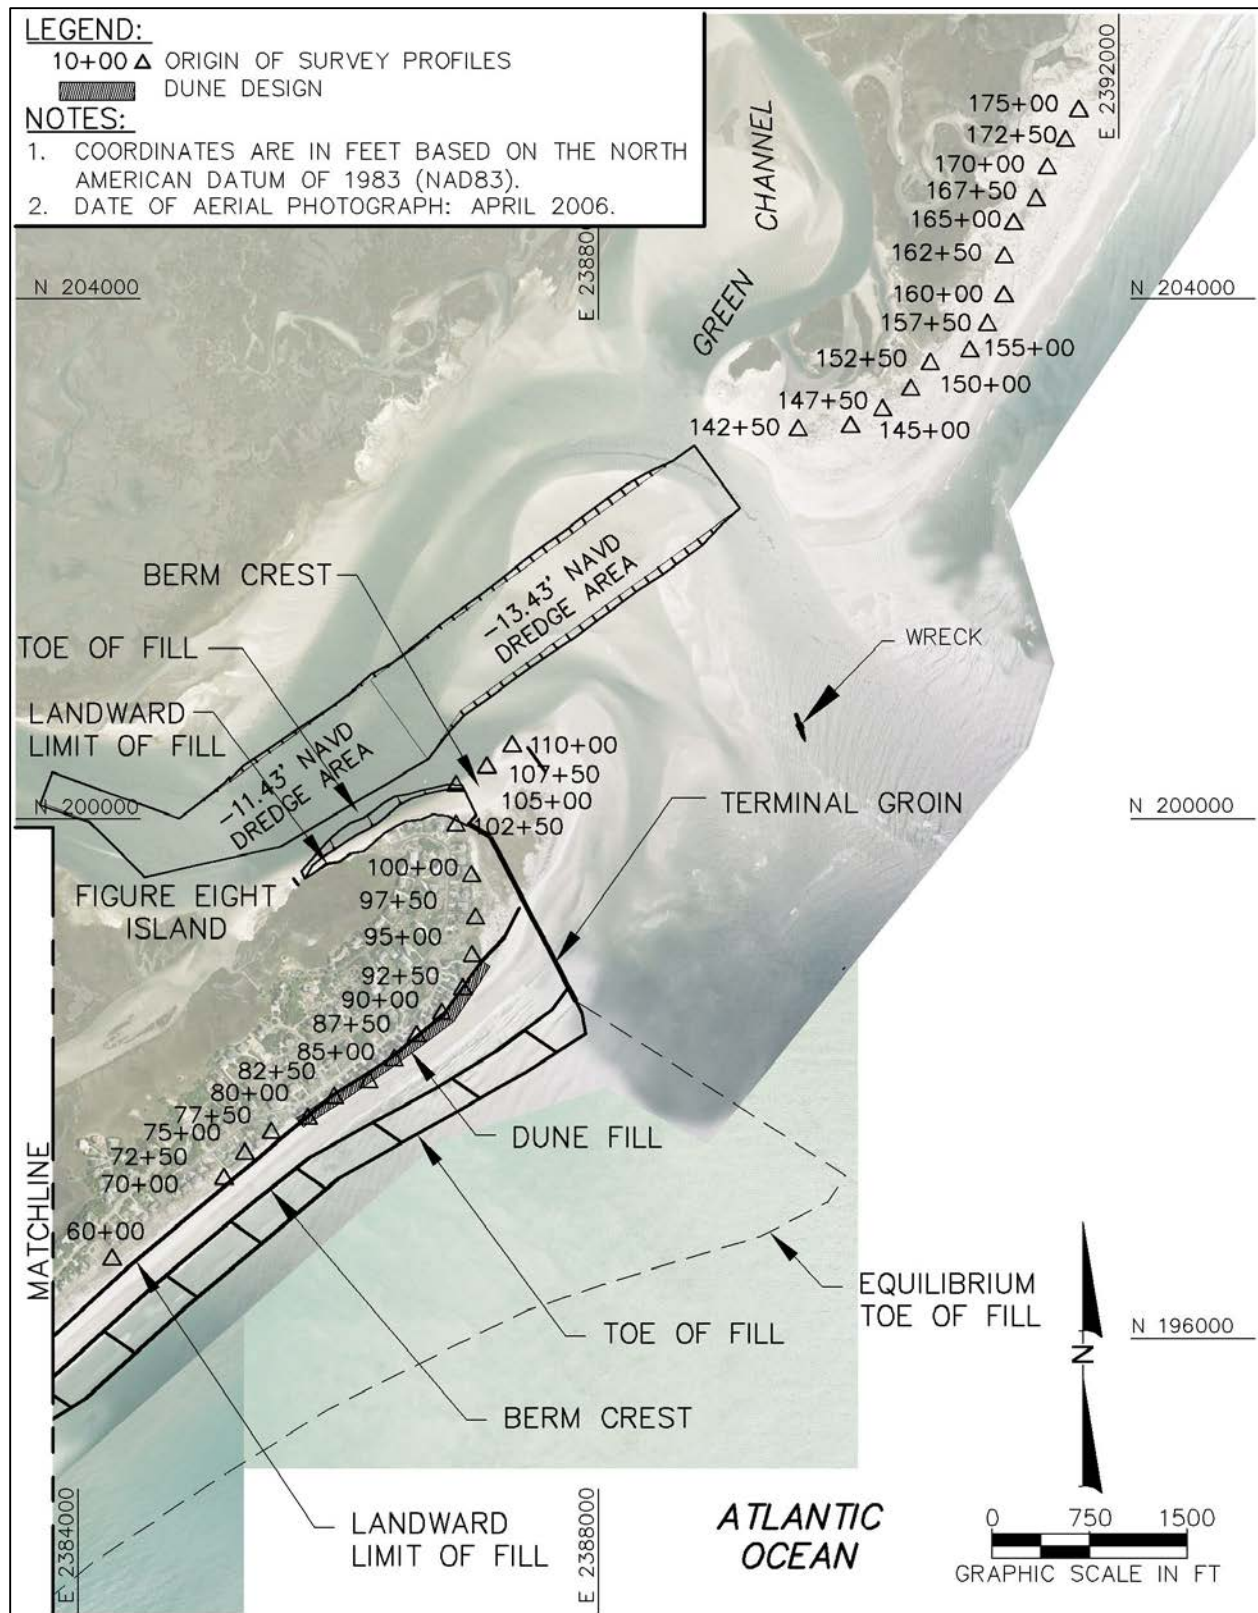 LEGEND:
10+00 △ ORIGIN OF SURVEY PROFILES
DUNE DESIGN
NOTES:
1. COORDINATES ARE IN FEET BASED ON THE NORTH
AMERICAN DATUM OF 1983 (NAD83).
2. DATE OF AERIAL PHOTOGRAPH: APRIL 2006.
E 2392000
E 2388000
CHANNEL
GREEN
175+00
172+50
170+00
167+50
165+00
162+50
160+00
157+50
155+00
152+50
150+00
147+50
145+00
142+50
N 204000
N 204000
BERM CREST
-13.43' NAVD
DREDGE AREA
TOE OF FILL
WRECK
LANDWARD
LIMIT OF FILL
-11.43' NAVD
DREDGE AREA
110+00
107+50
105+00
102+50
N 200000
N 200000
TERMINAL GROIN
FIGURE EIGHT
ISLAND
100+00
97+50
95+00
92+50
90+00
87+50
85+00
82+50
80+00
77+50
75+00
72+50
70+00
60+00
MATCHLINE
DUNE FILL
EQUILIBRIUM
TOE OF FILL
TOE OF FILL
BERM CREST
N 196000
N
LANDWARD
LIMIT OF FILL
E 2384000
E 2388000
ATLANTIC
OCEAN
0 750 1500
GRAPHIC SCALE IN FT